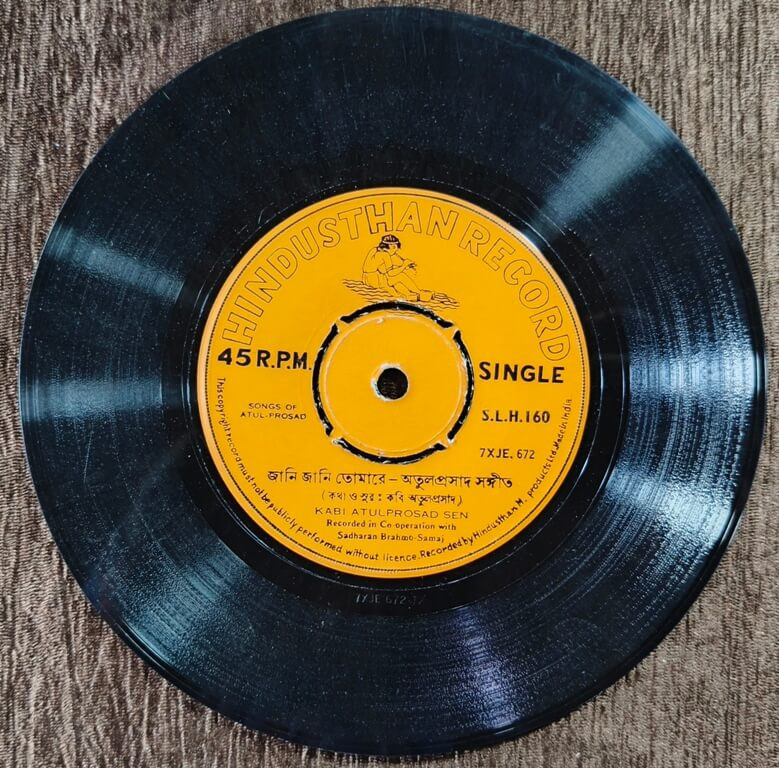 HINDUSTHAN RECORD
45 R.P.M.
SINGLE
SONGS OF
ATUL-PROSAD
S.L.H.160
7XJE. 672
জানি জানি তোমারে – অতুলপ্রসাদ সঙ্গীত
( কথা ও সুর : কবি অতুলপ্রসাদ )
KABI ATULPROSAD SEN
Recorded in Co-operation with
Sadharan Brahmo-Samaj
This copyright record must not be publicly performed without licence. Recorded by Hindusthan M. products Ltd Made in India
7XJE 672